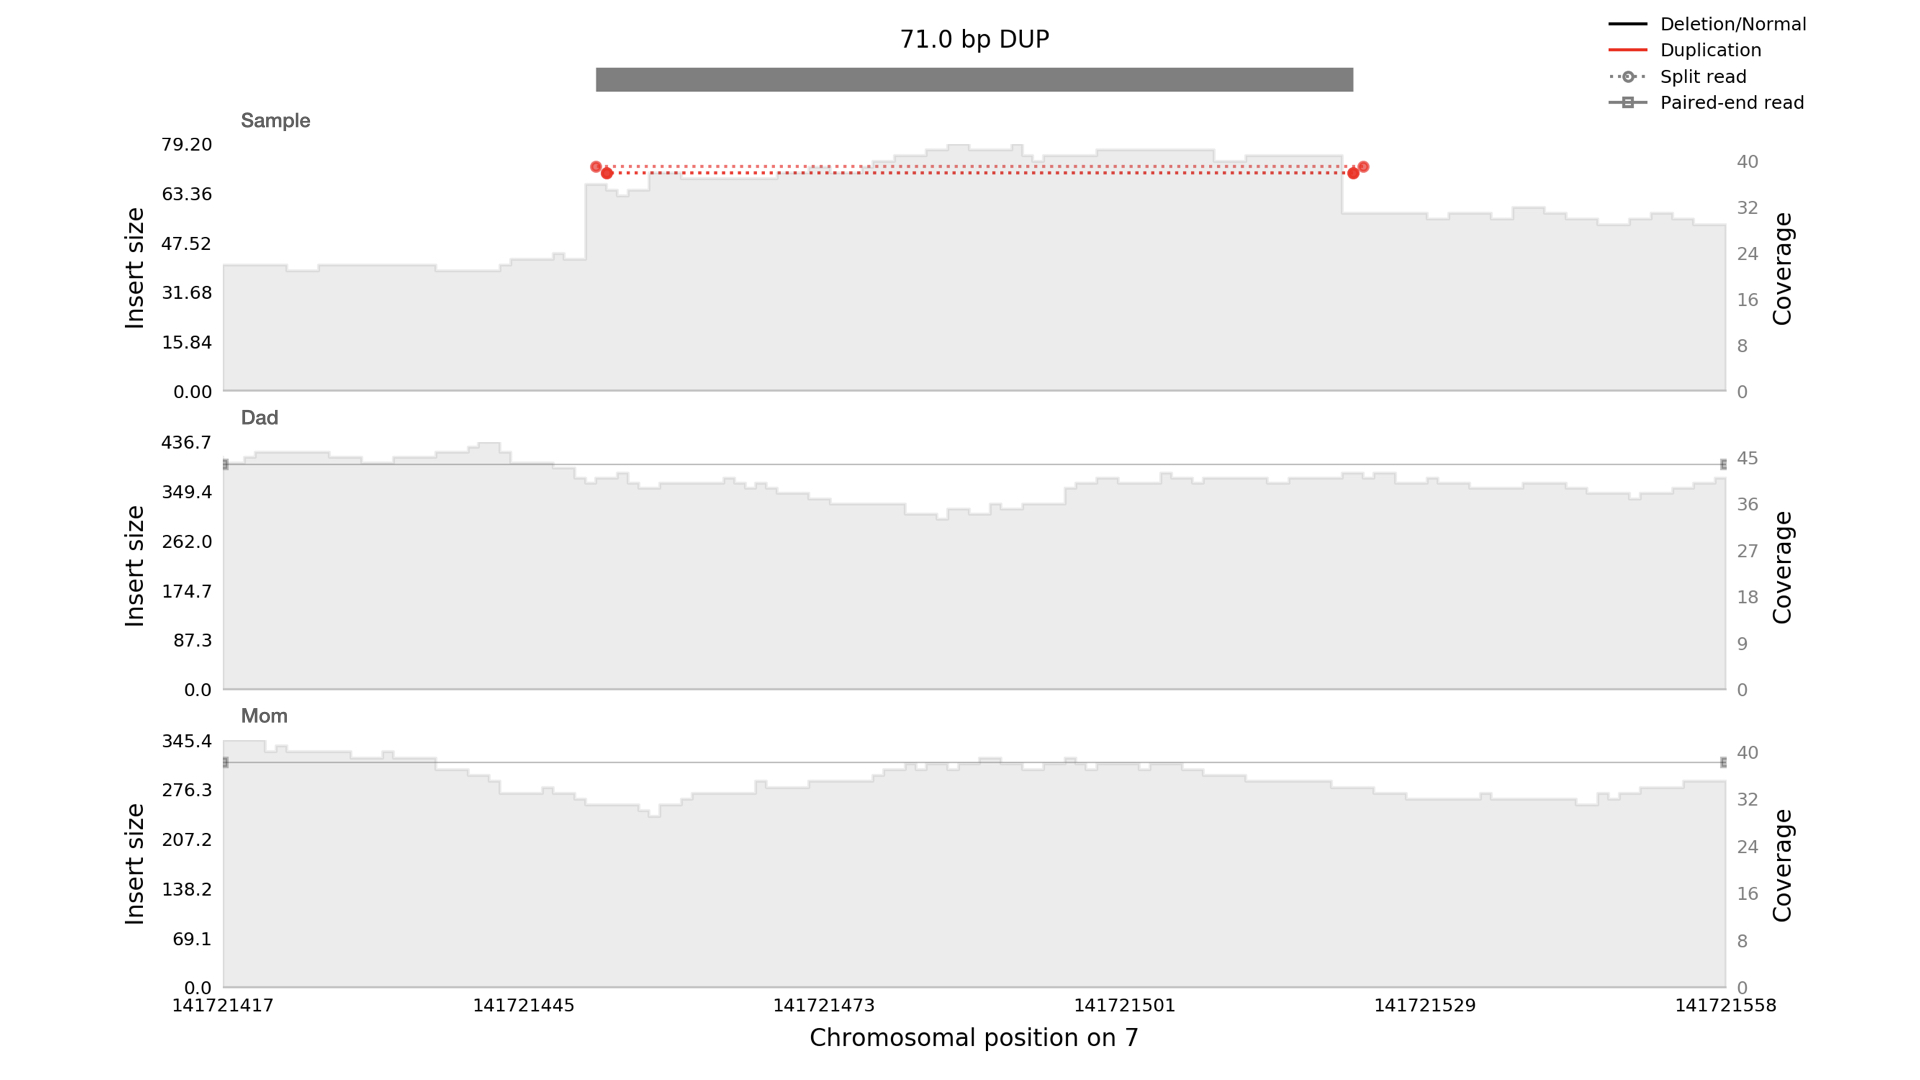 71.0 bp DUP
Deletion/Normal
Duplication
Split read
Paired-end read
Sample
79.20
63.36
47.52
31.68
15.84
0.00
Insert size
40
32
24
16
8
0
Coverage
Dad
436.7
349.4
262.0
174.7
87.3
0.0
Insert size
45
36
27
18
9
0
Coverage
Mom
345.4
276.3
207.2
138.2
69.1
0.0
Insert size
40
32
24
16
8
0
Coverage
141721417 141721445 141721473 141721501 141721529 141721558
Chromosomal position on 7